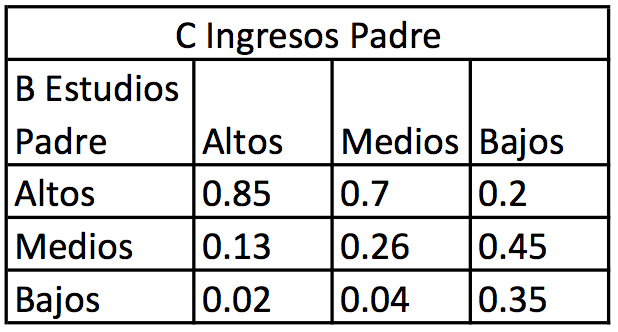 C Ingresos Padre
B Estudios
Padre Altos Medios Bajos
Altos 0.85 0.7 0.2
Medios 0.13 0.26 0.45
Bajos 0.02 0.04 0.35